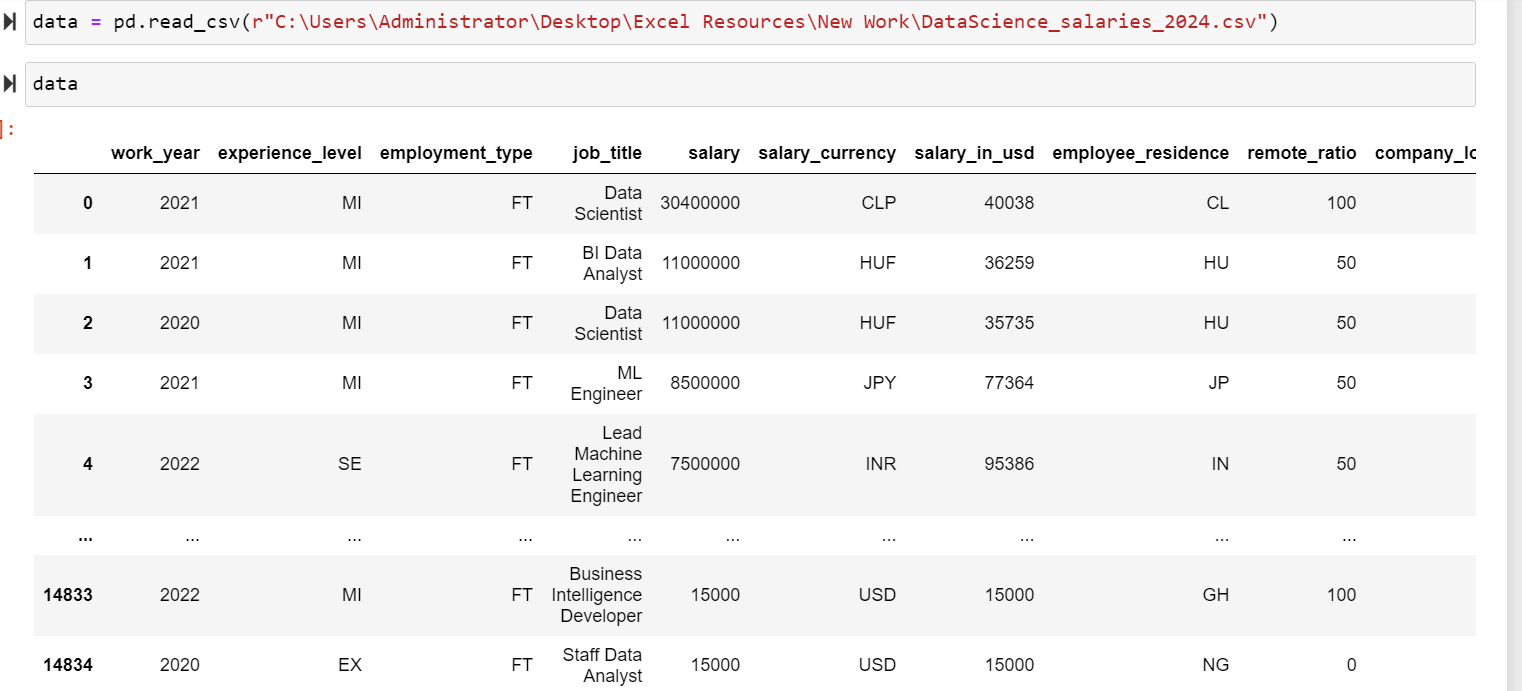 data = pd.read_csv(r"C:\Users\Administrator\Desktop\Excel Resources\New Work\DataScience_salaries_2024.csv")
data
]:
work_year experience_level employment_type job_title salary salary_currency salary_in_usd employee_residence remote_ratio company_lo
0 2021 MI FT Data Scientist 30400000 CLP 40038 CL 100
1 2021 MI FT BI Data Analyst 11000000 HUF 36259 HU 50
2 2020 MI FT Data Scientist 11000000 HUF 35735 HU 50
3 2021 MI FT ML Engineer 8500000 JPY 77364 JP 50
4 2022 SE FT Lead Machine Learning Engineer 7500000 INR 95386 IN 50
... ... ... ... ... ... ... ... ... ...
14833 2022 MI FT Business Intelligence Developer 15000 USD 15000 GH 100
14834 2020 EX FT Staff Data Analyst 15000 USD 15000 NG 0